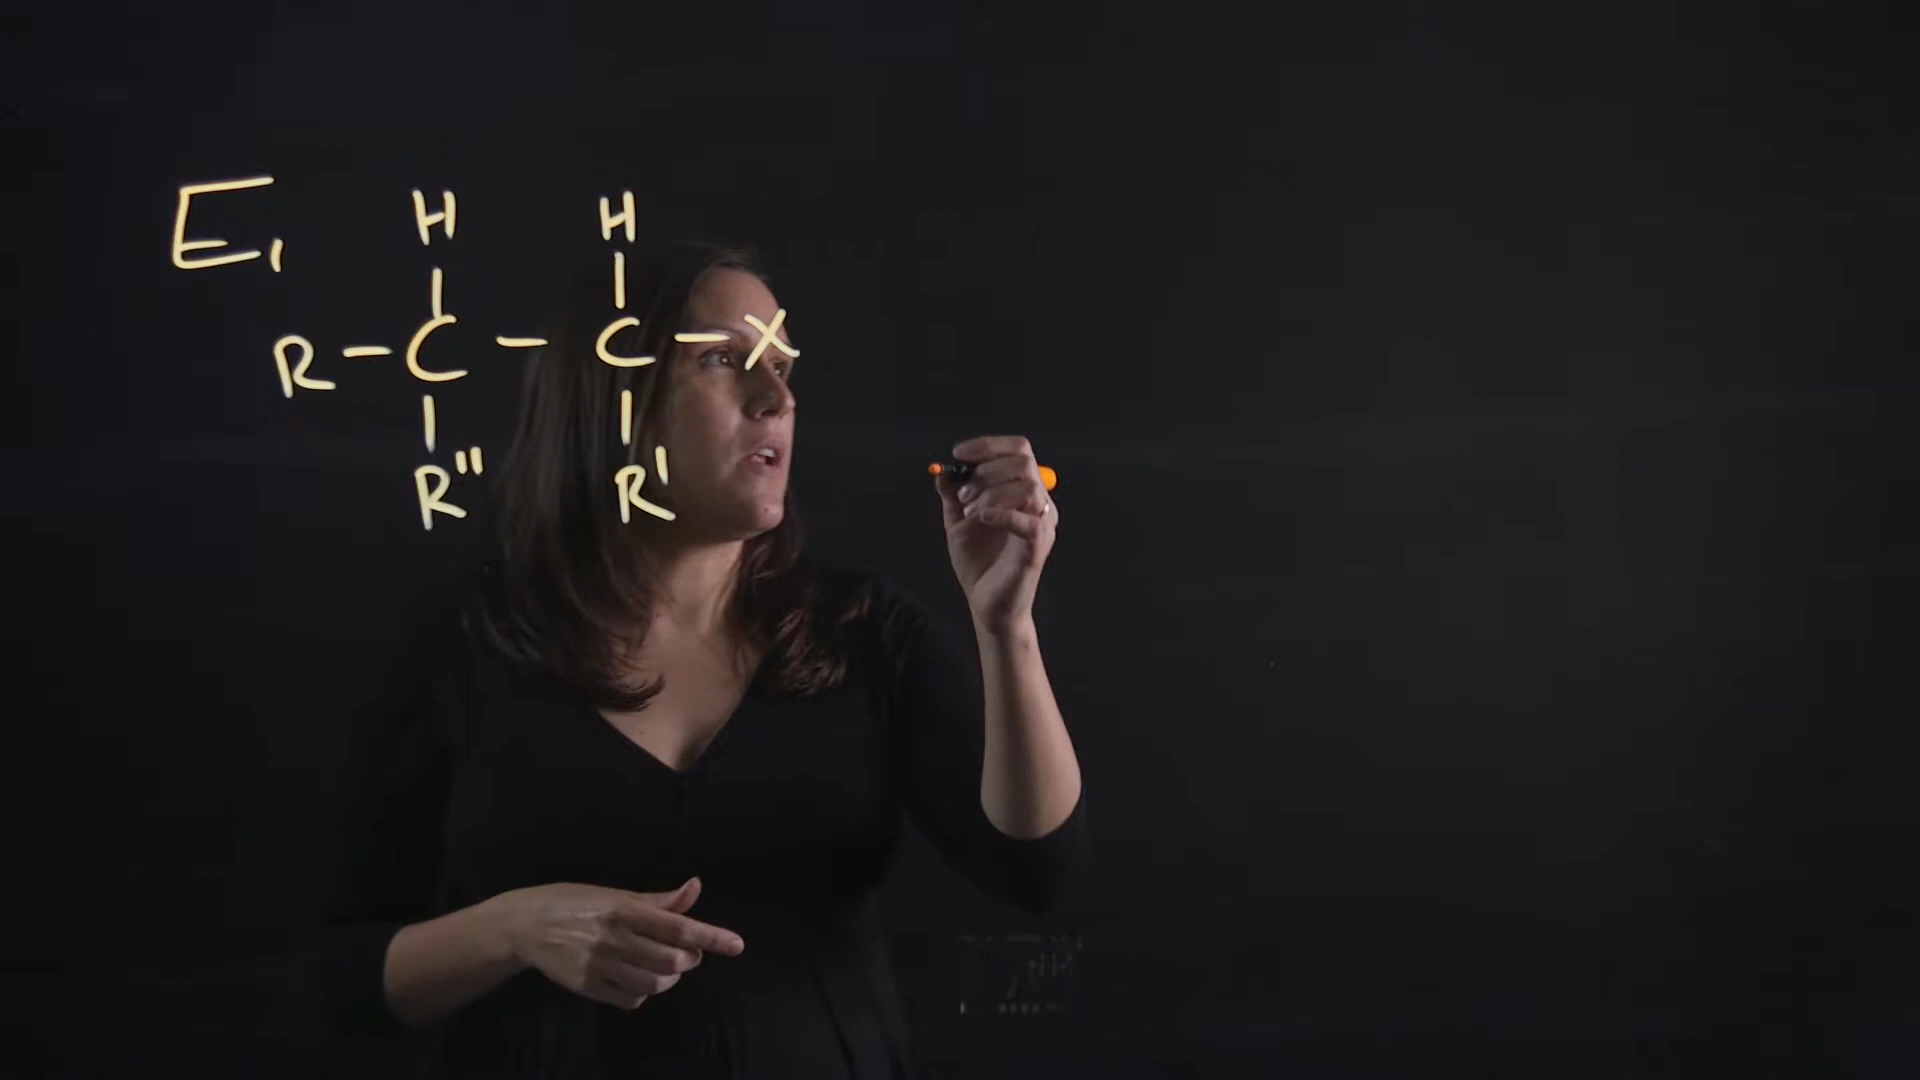 E₁ H H
R - C - C - X
R" R'